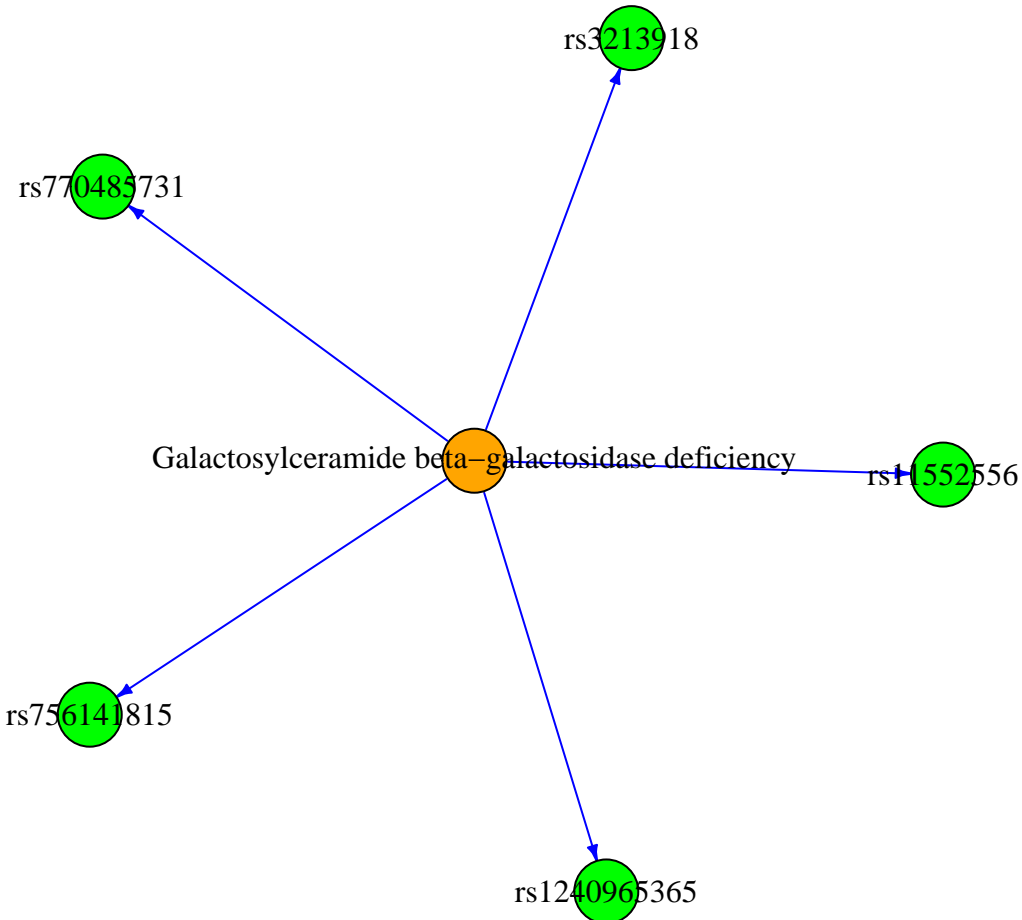 rs3213918
rs770485731
Galactosylceramide beta−galactosidase deficiency
rs11552556
rs756141815
rs1240965365